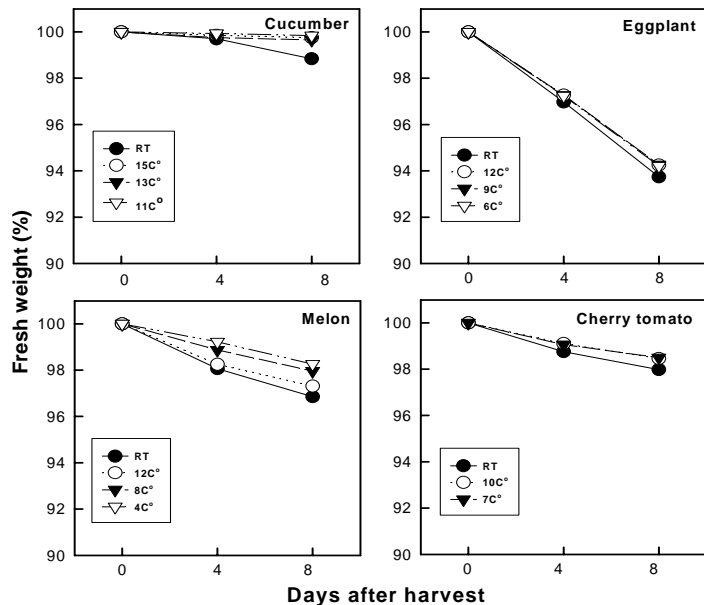 Cucumber
100
98
96
94
92
90
RT
15C°
13C°
11C°
0 4 8
Eggplant
100
98
96
94
92
90
RT
12C°
9C°
6C°
0 4 8
Melon
100
98
96
94
92
90
RT
12C°
8C°
4C°
0 4 8
Cherry tomato
100
98
96
94
92
90
RT
10C°
7C°
0 4 8
Fresh weight (%)
Days after harvest